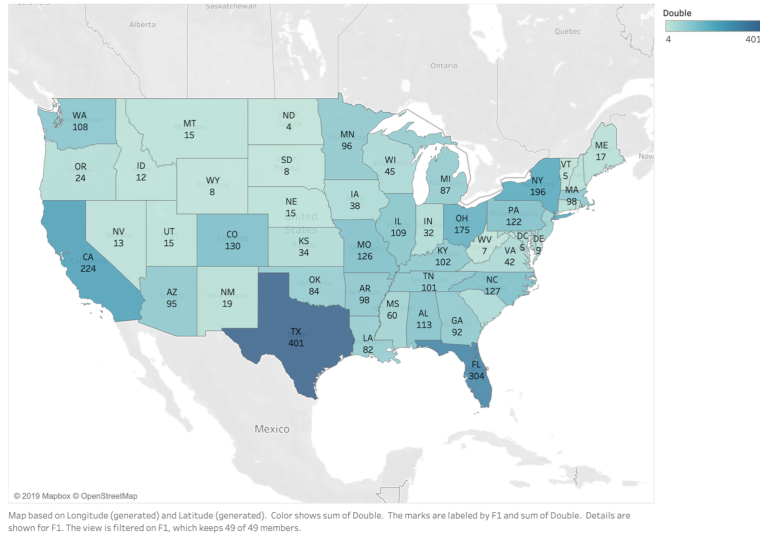 Double
4
401
Saskatchewan
Alberta
Quebec
Ontario
Nov
WA
108
MT
15
ND
4
MN
96
ME
17
VT
5
OR
24
ID
12
WY
8
SD
8
WI
45
MI
87
NY
196
MA
98
NE
15
United
States
IA
38
IL
109
IN
32
OH
175
PA
122
NV
13
UT
15
CO
130
KS
34
MO
126
KY
102
WV
7
VA
42
DC
5
DE
9
CA
224
AZ
95
NM
19
OK
84
AR
98
TN
101
NC
127
MS
60
AL
113
GA
92
TX
401
LA
82
FL
304
Mexico
© 2019 Mapbox © OpenStreetMap
Map based on Longitude (generated) and Latitude (generated). Color shows sum of Double. The marks are labeled by F1 and sum of Double. Details are
shown for F1. The view is filtered on F1, which keeps 49 of 49 members.